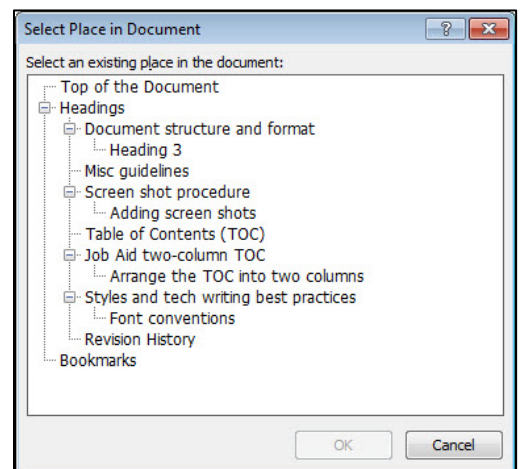 Select Place in Document
Select an existing place in the document:
Top of the Document
Headings
Document structure and format
Heading 3
Misc guidelines
Screen shot procedure
Adding screen shots
Table of Contents (TOC)
Job Aid two-column TOC
Arrange the TOC into two columns
Styles and tech writing best practices
Font conventions
Revision History
Bookmarks
OK Cancel